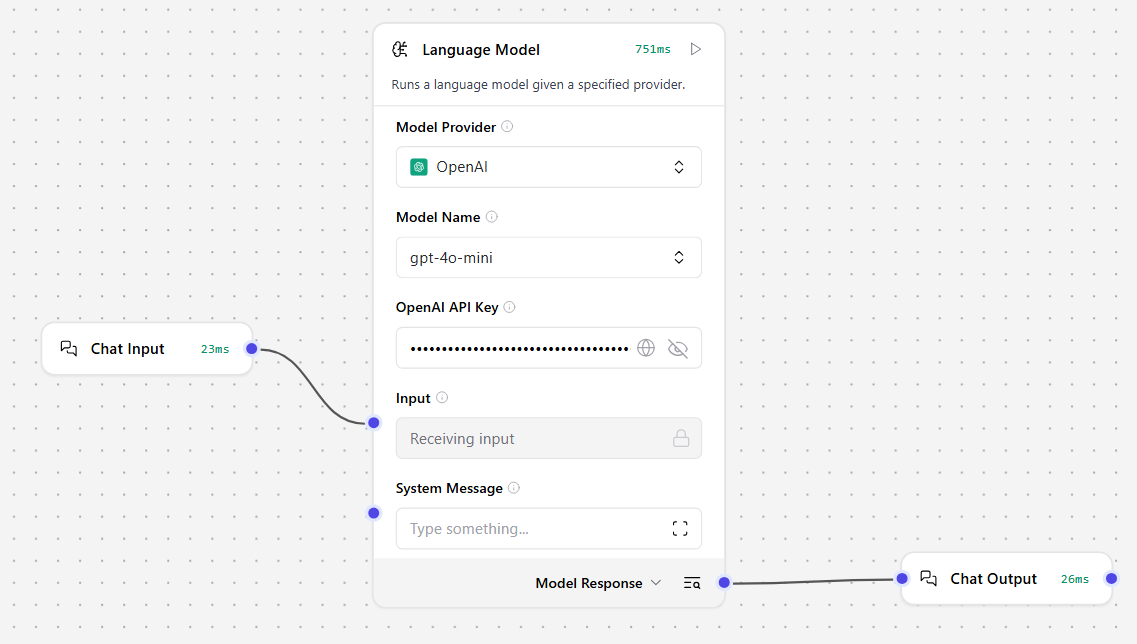 Language Model 751ms
Runs a language model given a specified provider.
Model Provider
OpenAI
Model Name
gpt-4o-mini
OpenAI API Key
••••••••••••••••••••••••••••••••••
Chat Input 23ms
Input
Receiving input
System Message
Type something...
Model Response
Chat Output 26ms